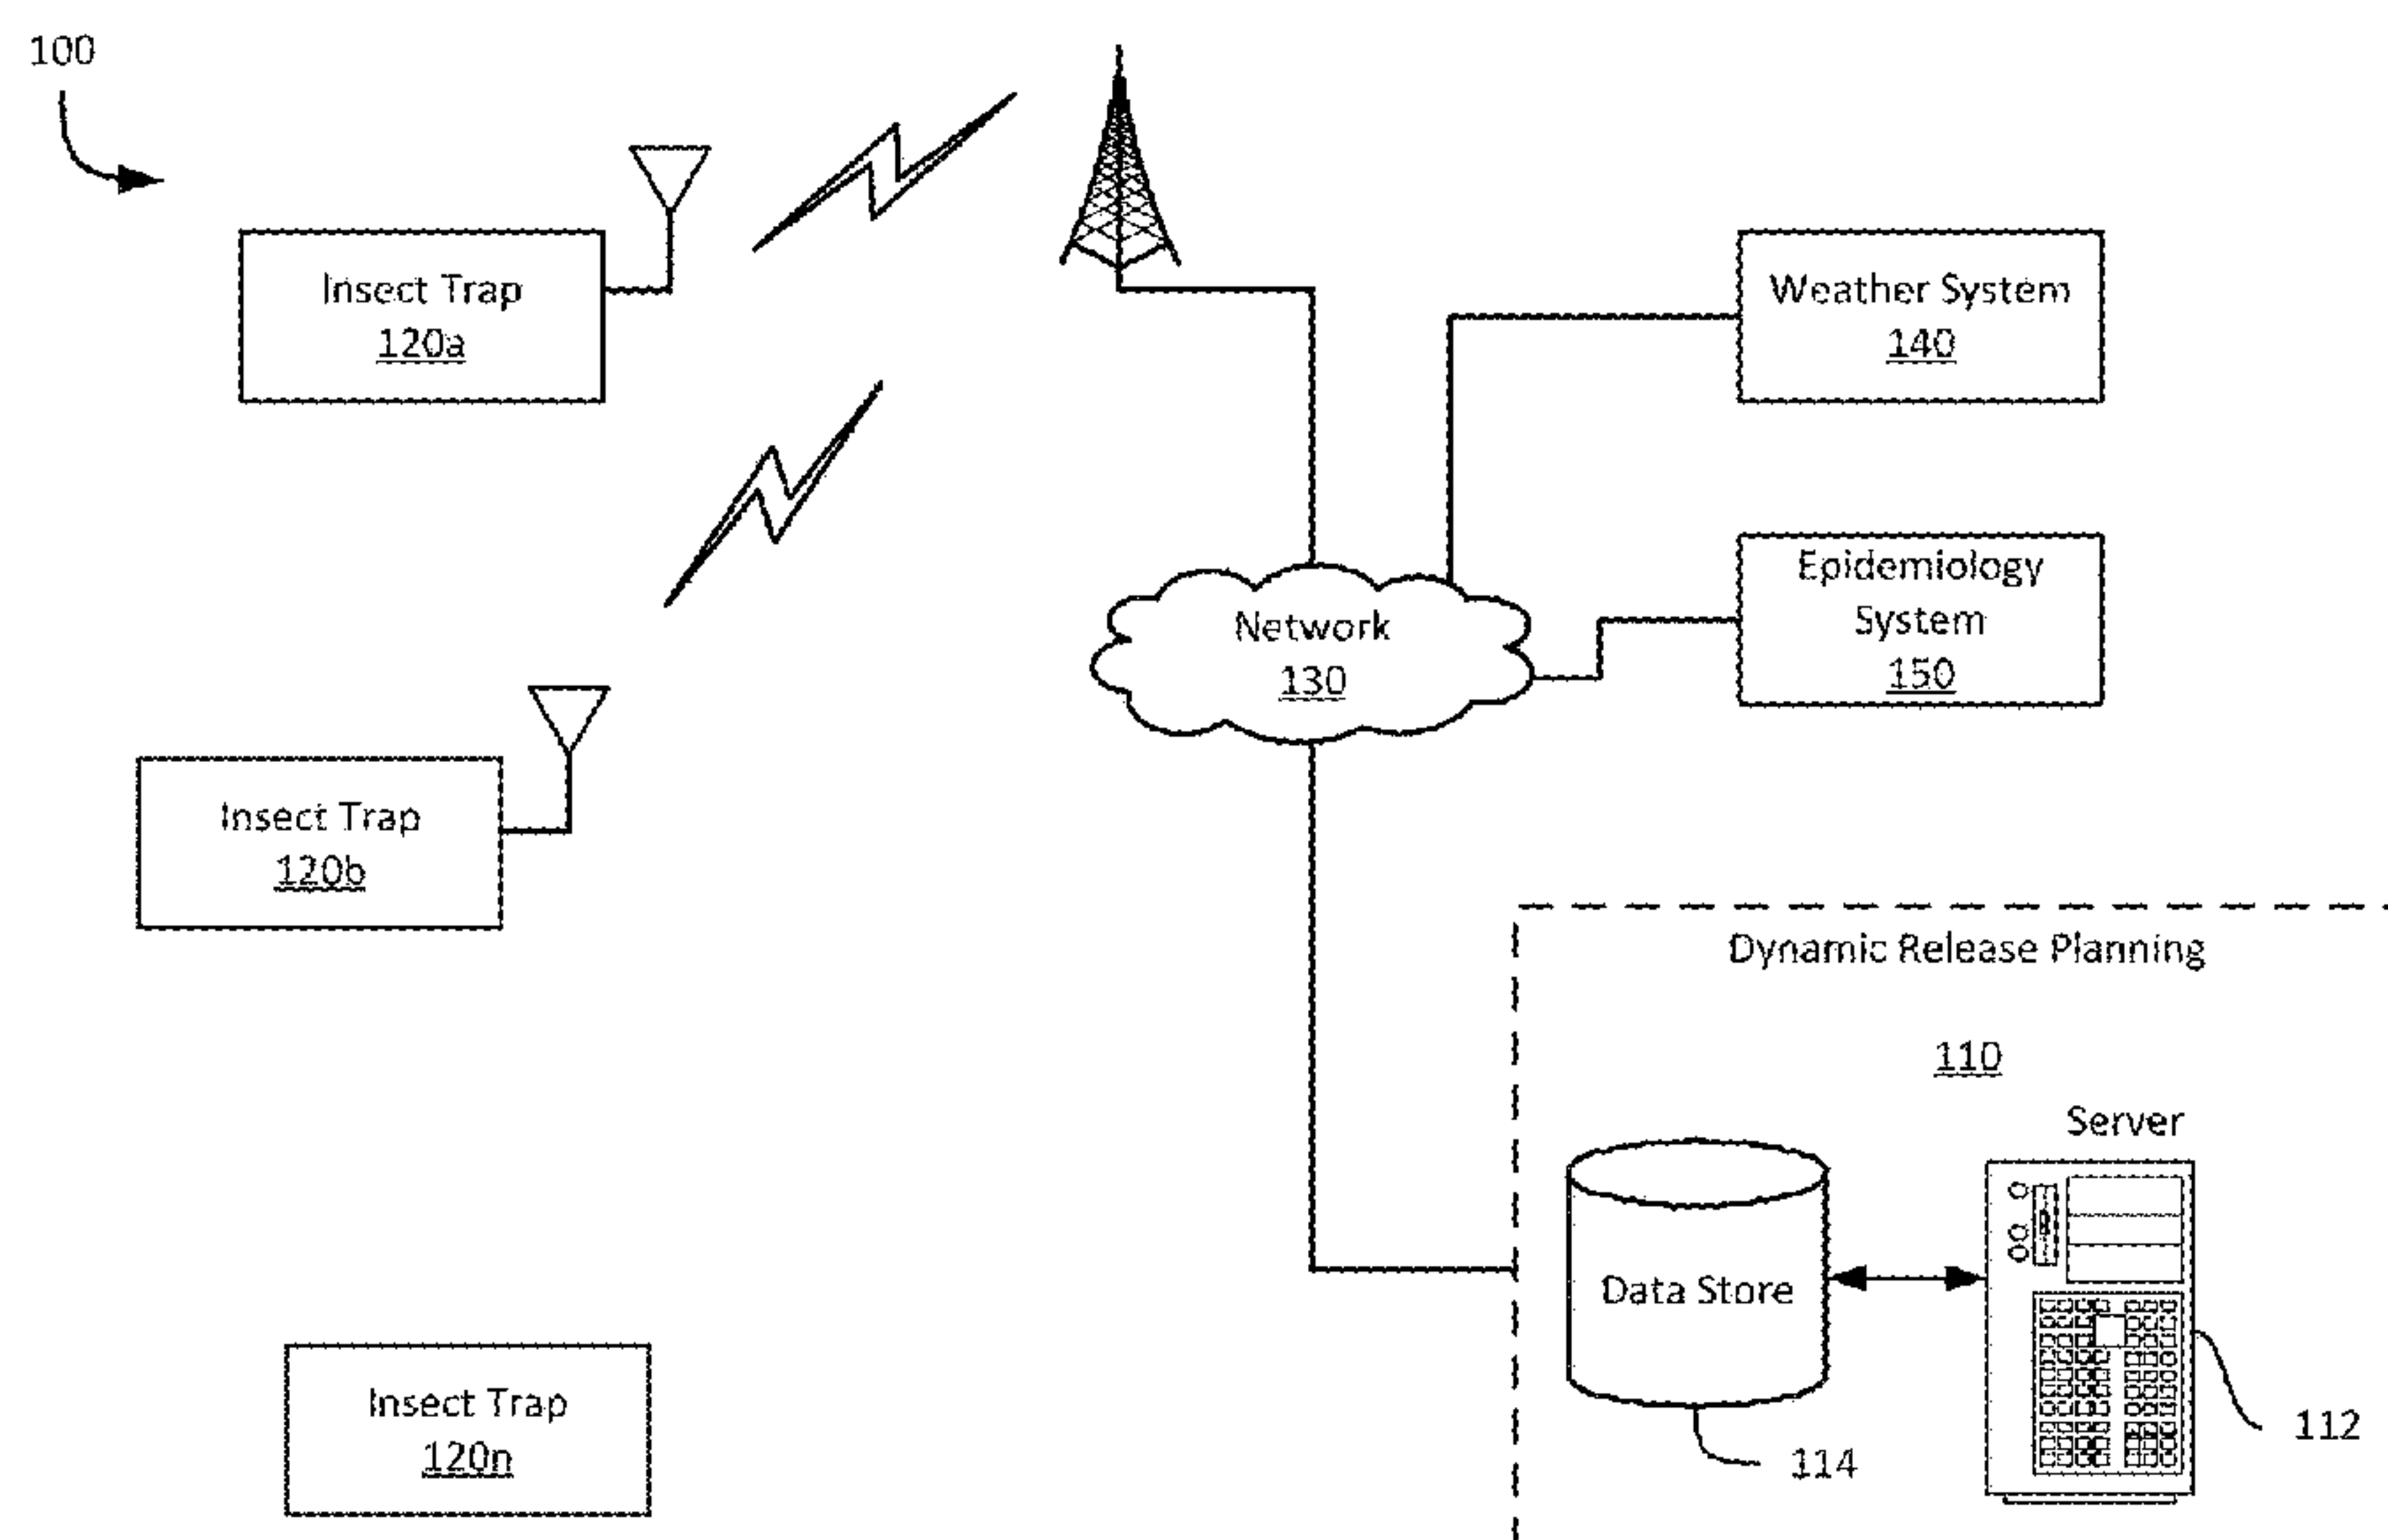 100
Insect Trap
120a
Weather System
140
Epidemiology
System
150
Network
130
Insect Trap
120b
Dynamic Release Planning
110
Server
Data Store
112
114
Insect Trap
120n